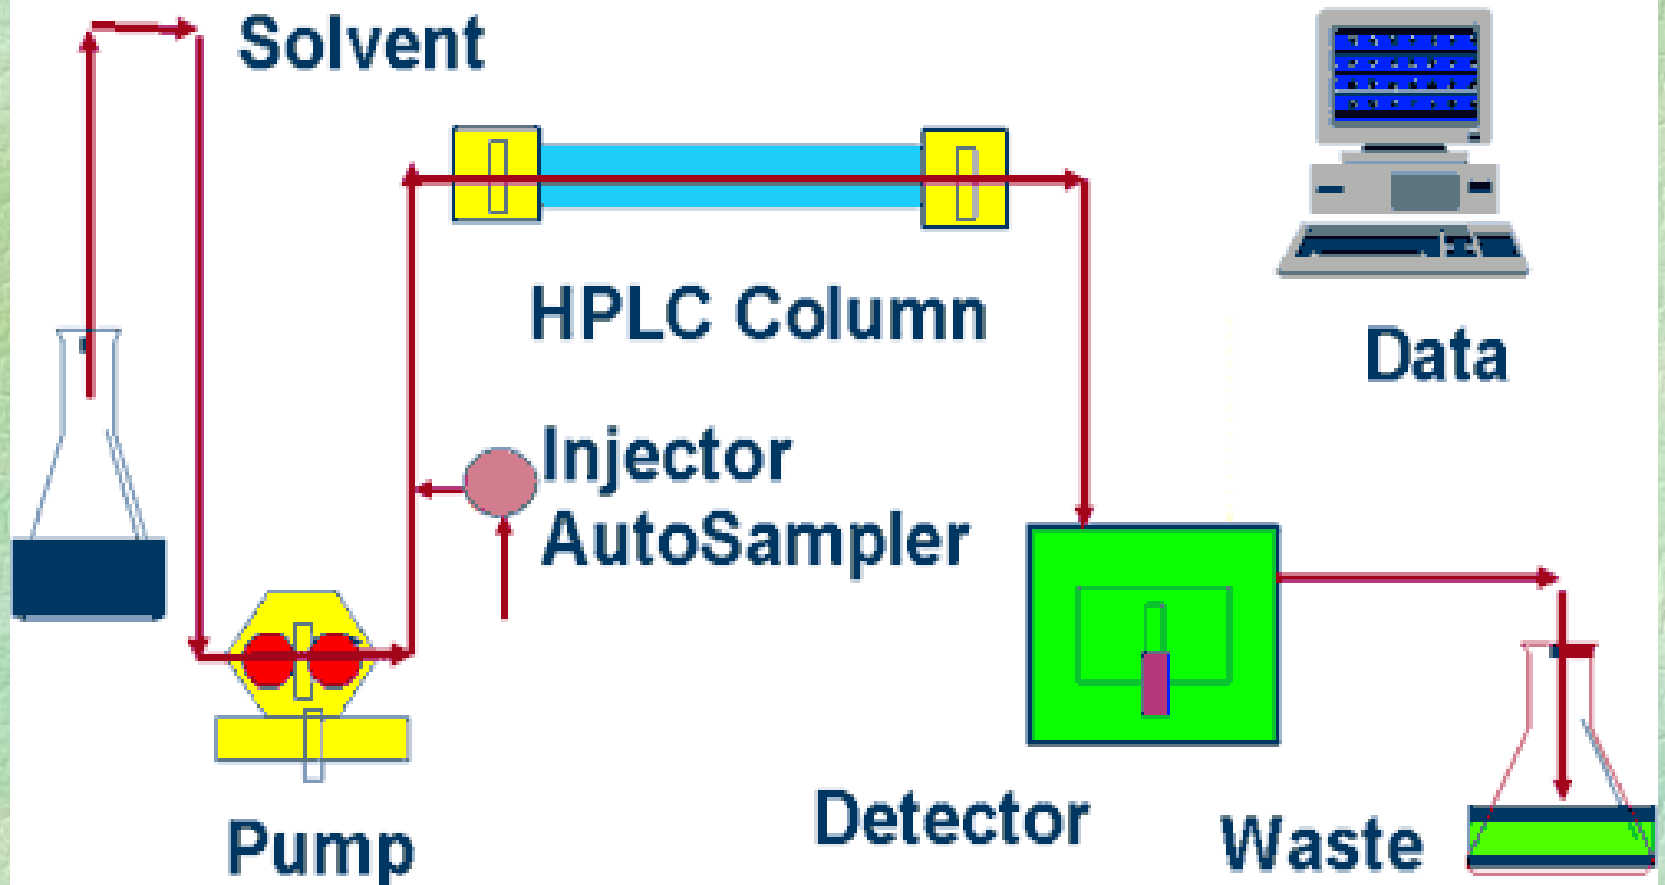 Solvent
HPLC Column
Data
Injector
AutoSampler
Detector
Waste
Pump